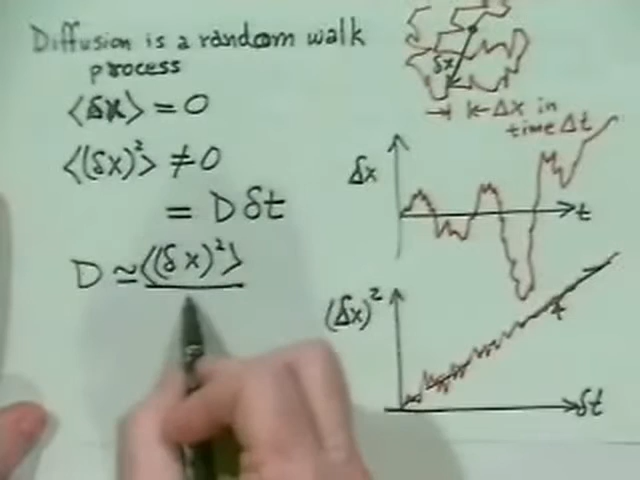 Diffusion is a random walk
process
⟨δx⟩ = 0
⟨(δx)²⟩ ≠ 0
= D δt
D ≃ ⟨(δx)²⟩
δx
→ ⇤ Δx in
time Δt
δx
t
(δx)²
δt